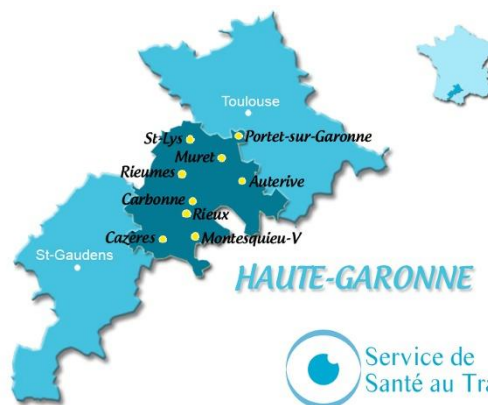 Toulouse
St-Lys
Portet-sur-Garonne
Muret
Rieumes
Auterive
Carbonne
Rieux
Cazères
Montesquieu-V
St-Gaudens
HAUTE-GARONNE
Service de
Santé au Tra